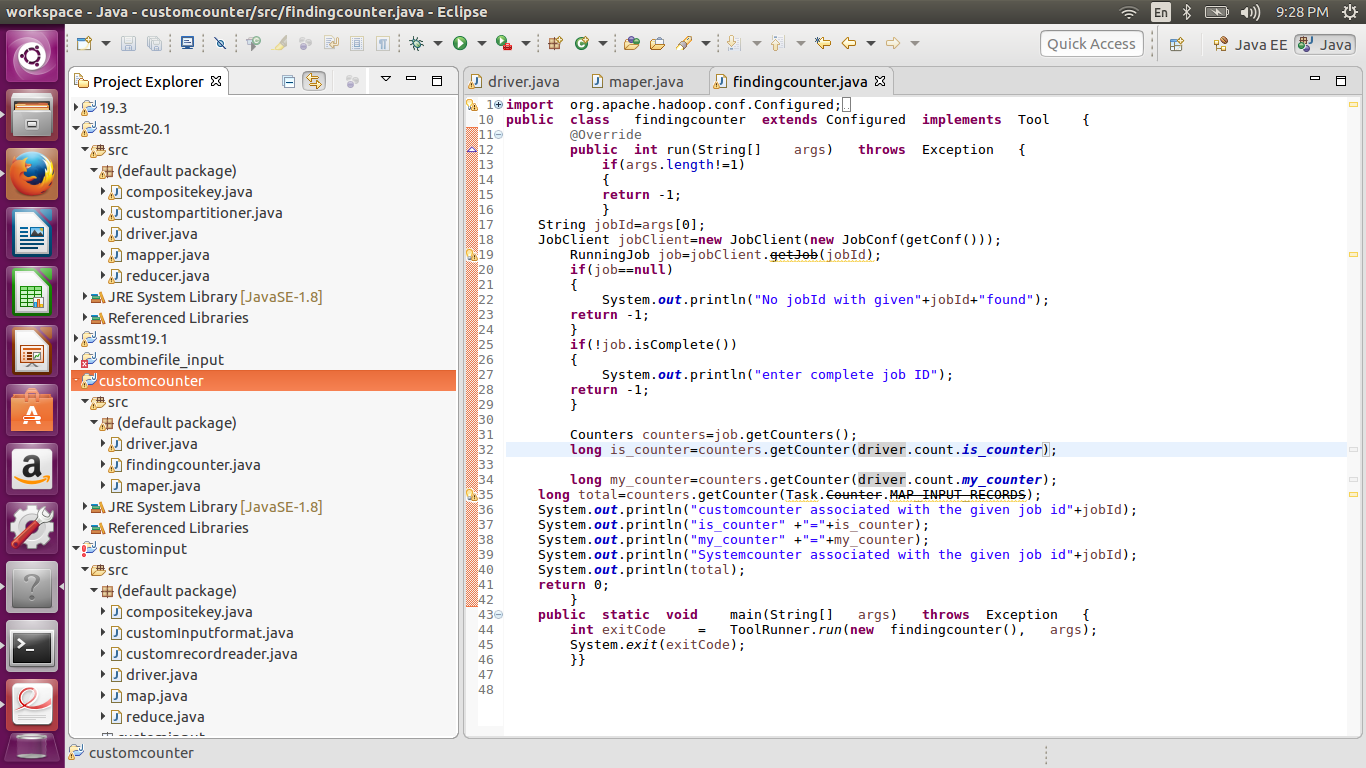 workspace - Java - customcounter/src/findingcounter.java - Eclipse
En
9:28 PM
Quick Access
Java EE
Java
Project Explorer
19.3
assmt-20.1
src
(default package)
compositekey.java
custompartitioner.java
driver.java
mapper.java
reducer.java
JRE System Library [JavaSE-1.8]
Referenced Libraries
assmt19.1
combinefile_input
customcounter
src
(default package)
driver.java
findingcounter.java
maper.java
JRE System Library [JavaSE-1.8]
Referenced Libraries
custominput
src
(default package)
compositekey.java
customInputformat.java
customrecordreader.java
driver.java
map.java
reduce.java
driver.java
maper.java
findingcounter.java
1 import org.apache.hadoop.conf.Configured;
10 public class findingcounter extends Configured implements Tool {
11 @Override
12 public int run(String[] args) throws Exception {
13 if(args.length!=1)
14 {
15 return -1;
16 }
17 String jobId=args[0];
18 JobClient jobClient=new JobClient(new JobConf(getConf()));
19 RunningJob job=jobClient.getJob(jobId);
20 if(job==null)
21 {
22 System.out.println("No jobId with given"+jobId+"found");
23 return -1;
24 }
25 if(!job.isComplete())
26 {
27 System.out.println("enter complete job ID");
28 return -1;
29 }
30
31 Counters counters=job.getCounters();
32 long is_counter=counters.getCounter(driver.count.is_counter);
33
34 long my_counter=counters.getCounter(driver.count.my_counter);
35 long total=counters.getCounter(Task.Counter.MAP_INPUT_RECORDS);
36 System.out.println("customcounter associated with the given job id"+jobId);
37 System.out.println("is_counter" +"="+is_counter);
38 System.out.println("my_counter" +"="+my_counter);
39 System.out.println("Systemcounter associated with the given job id"+jobId);
40 System.out.println(total);
41 return 0;
42 }
43 public static void main(String[] args) throws Exception {
44 int exitCode = ToolRunner.run(new findingcounter(), args);
45 System.exit(exitCode);
46 }}
47
48
customcounter